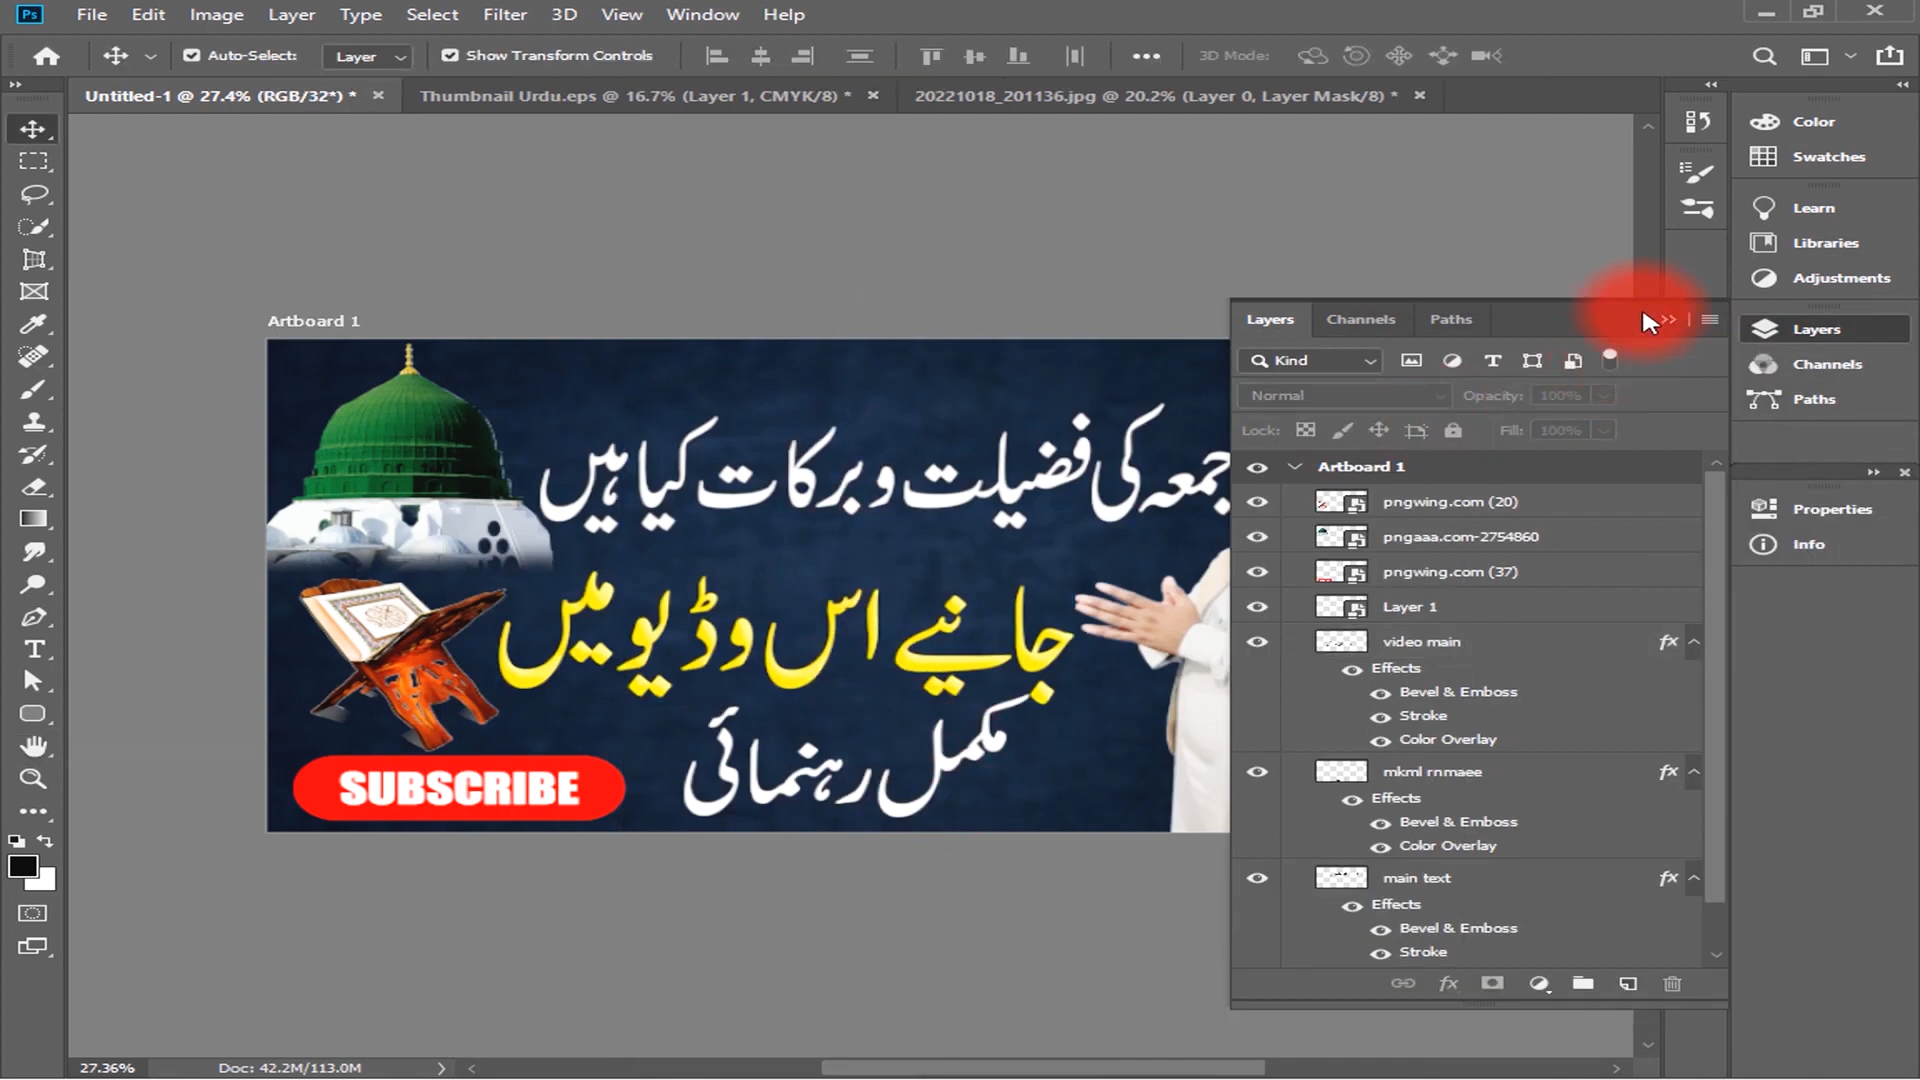 Ps File Edit Image Layer Type Select Filter 3D View Window Help
Auto-Select: Layer Show Transform Controls 3D Mode:
Untitled-1 @ 27.4% (RGB/32*) * Thumbnail Urdu.eps @ 16.7% (Layer 1, CMYK/8) * 20221018_201136.jpg @ 20.2% (Layer 0, Layer Mask/8) *
Artboard 1
جمعہ کی فضیلت و برکات کیا ہیں
جانیے اس وڈیو میں
مکمل رہنمائی
SUBSCRIBE
Layers Channels Paths
Kind
Normal Opacity: 100%
Lock: Fill: 100%
Artboard 1
pngwing.com (20)
pngaaa.com-2754860
pngwing.com (37)
Layer 1
video main fx
Effects
Bevel & Emboss
Stroke
Color Overlay
mkml rnmaee fx
Effects
Bevel & Emboss
Color Overlay
main text fx
Effects
Bevel & Emboss
Stroke
fx
Color
Swatches
Learn
Libraries
Adjustments
Layers
Channels
Paths
Properties
Info
27.36% Doc: 42.2M/113.0M